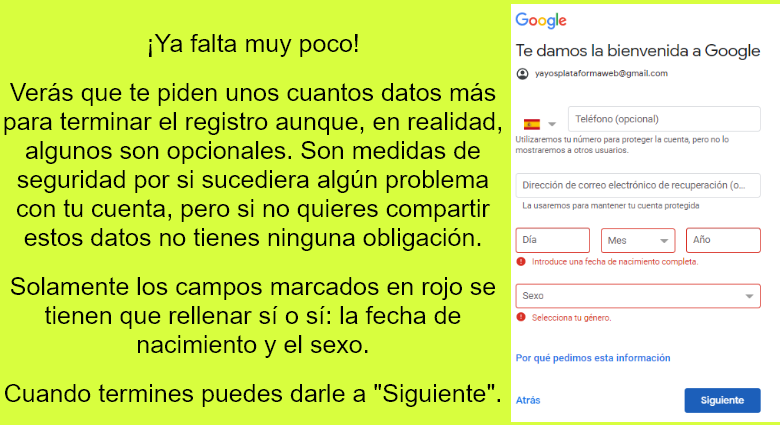 ¡Ya falta muy poco!
Verás que te piden unos cuantos datos más
para terminar el registro aunque, en realidad,
algunos son opcionales. Son medidas de
seguridad por si sucediera algún problema
con tu cuenta, pero si no quieres compartir
estos datos no tienes ninguna obligación.
Solamente los campos marcados en rojo se
tienen que rellenar sí o sí: la fecha de
nacimiento y el sexo.
Cuando termines puedes darle a "Siguiente".
Google
Te damos la bienvenida a Google
yayosplataformaweb@gmail.com
Teléfono (opcional)
Utilizaremos tu número para proteger la cuenta, pero no lo
mostraremos a otros usuarios.
Dirección de correo electrónico de recuperación (o...
La usaremos para mantener tu cuenta protegida
Día Mes Año
Introduce una fecha de nacimiento completa.
Sexo
Selecciona tu género.
Por qué pedimos esta información
Atrás Siguiente